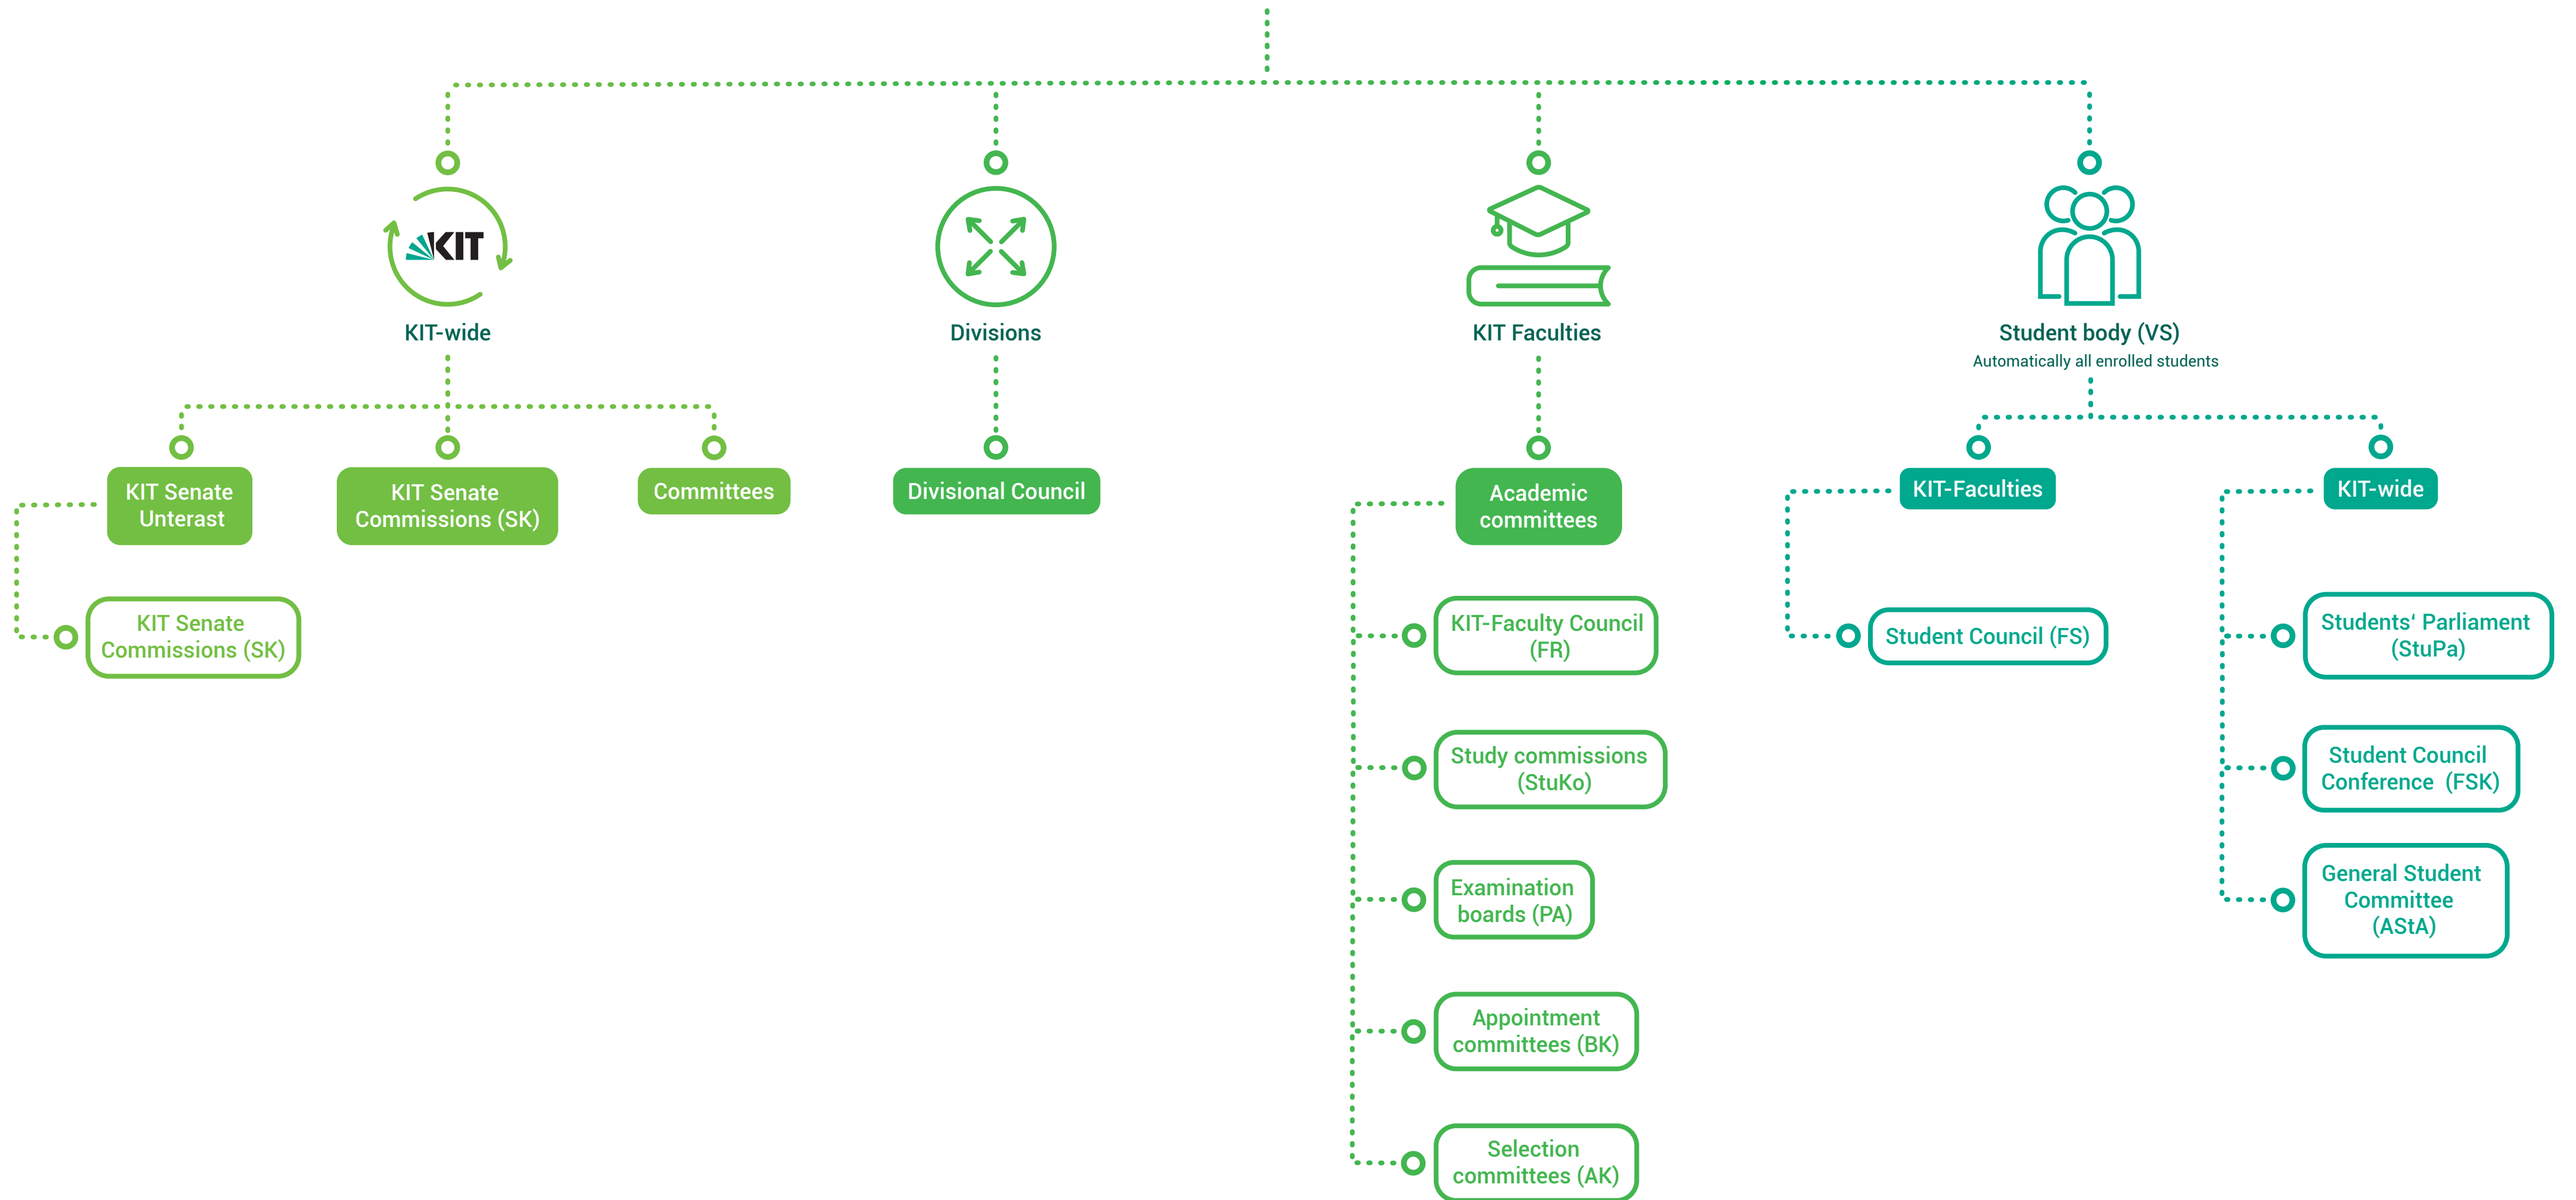 KIT
KIT-wide
Divisions
KIT Faculties
Student body (VS)
Automatically all enrolled students
KIT Senate
Unterast
KIT Senate
Commissions (SK)
Committees
Divisional Council
Academic
committees
KIT-Faculties
KIT-wide
KIT Senate
Commissions (SK)
KIT-Faculty Council
(FR)
Study commissions
(StuKo)
Examination
boards (PA)
Appointment
committees (BK)
Selection
committees (AK)
Student Council (FS)
Students‘ Parliament
(StuPa)
Student Council
Conference (FSK)
General Student
Committee
(AStA)